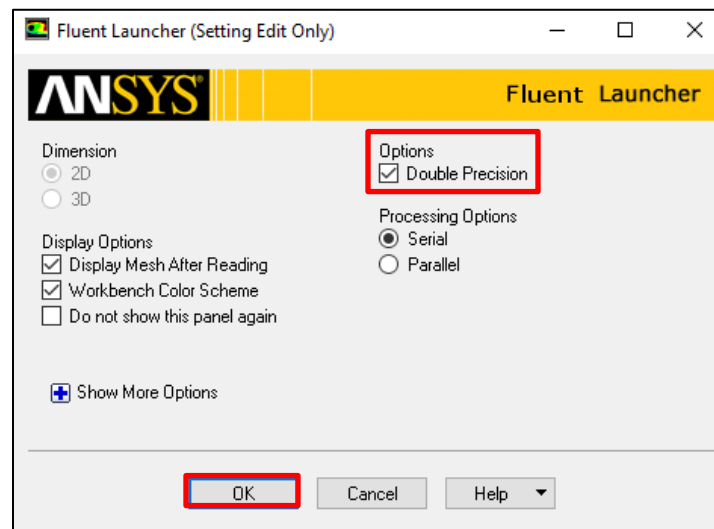 Fluent Launcher (Setting Edit Only)
ANSYS®
Fluent Launcher
Dimension
2D
3D
Display Options
Display Mesh After Reading
Workbench Color Scheme
Do not show this panel again
Options
Double Precision
Processing Options
Serial
Parallel
Show More Options
OK
Cancel
Help